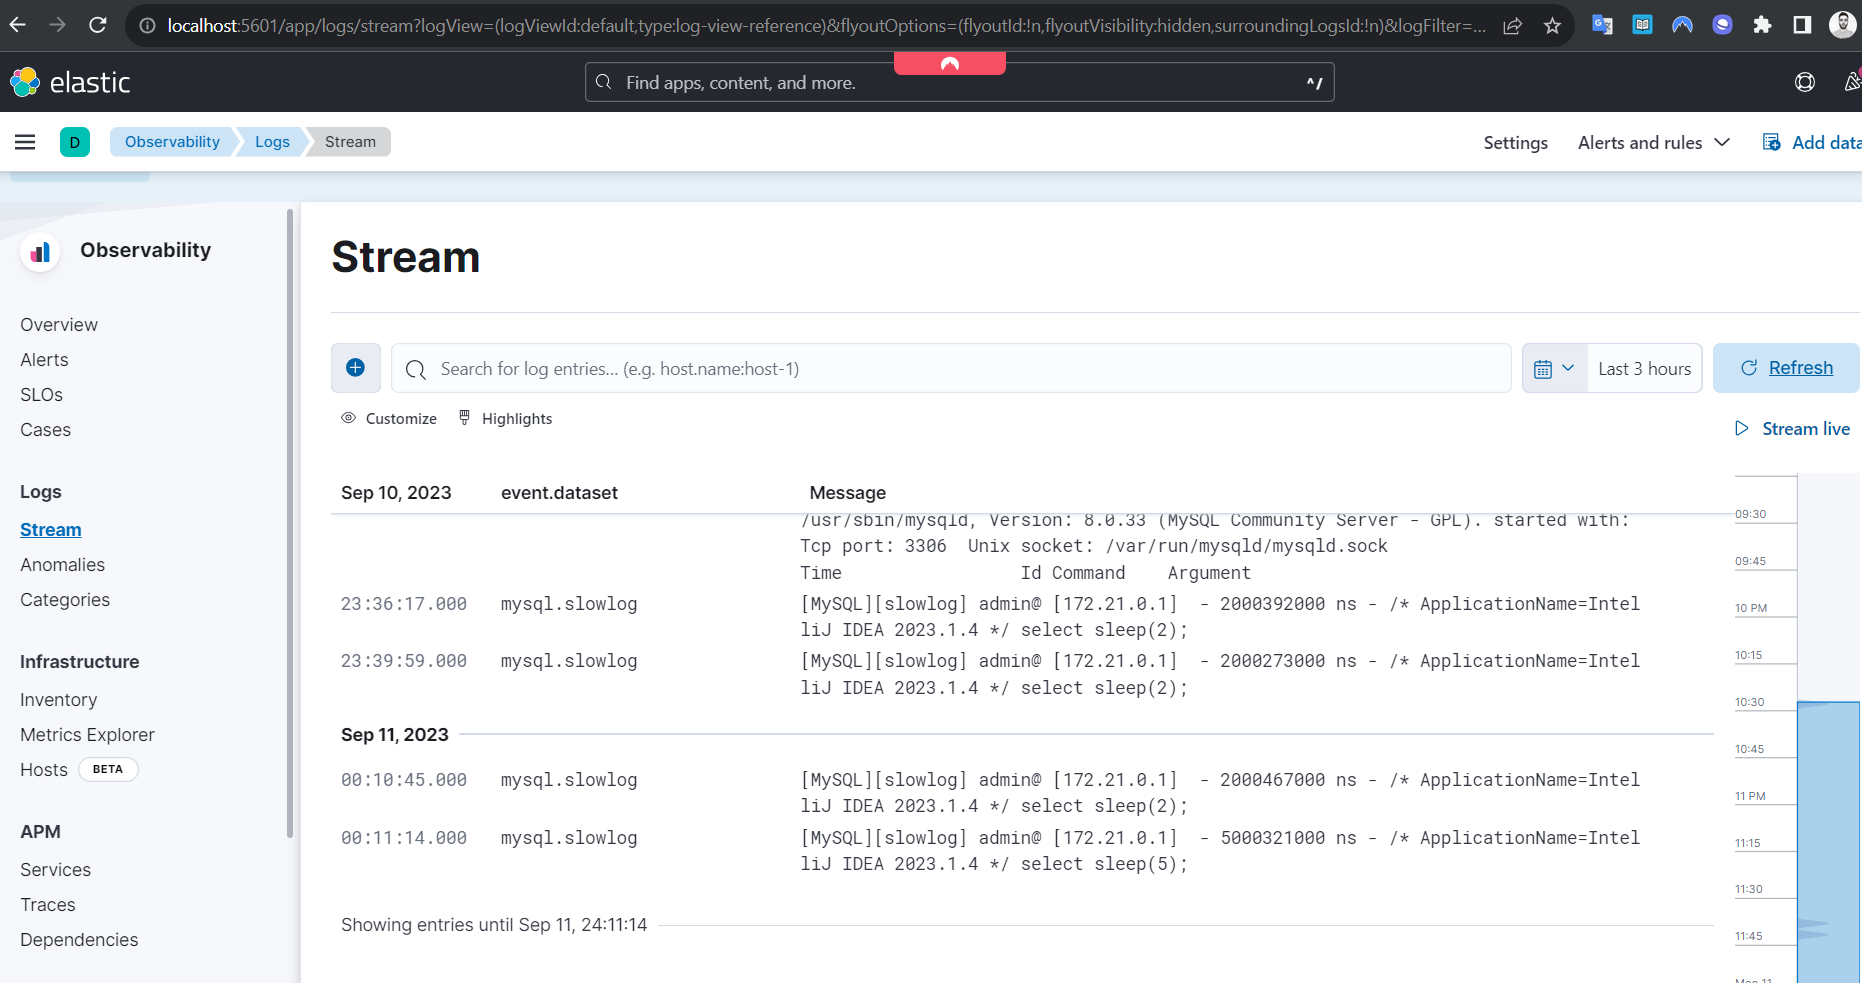 localhost:5601/app/logs/stream?logView=(logViewId:default,type:log-view-reference)&flyoutOptions=(flyoutId:!n,flyoutVisibility:hidden,surroundingLogsId:!n)&logFilter=...
elastic
Find apps, content, and more.
^/
D
Observability
Logs
Stream
Settings
Alerts and rules
Add data
Observability
Overview
Alerts
SLOs
Cases
Logs
Stream
Anomalies
Categories
Infrastructure
Inventory
Metrics Explorer
Hosts BETA
APM
Services
Traces
Dependencies
Stream
Search for log entries... (e.g. host.name:host-1)
Last 3 hours
Refresh
Customize
Highlights
Stream live
Sep 10, 2023 event.dataset Message
/usr/sbin/mysqld, Version: 8.0.33 (MySQL Community Server - GPL). started with:
Tcp port: 3306  Unix socket: /var/run/mysqld/mysqld.sock
Time                 Id Command    Argument
23:36:17.000 mysql.slowlog [MySQL][slowlog] admin@ [172.21.0.1]  - 2000392000 ns - /* ApplicationName=Intel
liJ IDEA 2023.1.4 */ select sleep(2);
23:39:59.000 mysql.slowlog [MySQL][slowlog] admin@ [172.21.0.1]  - 2000273000 ns - /* ApplicationName=Intel
liJ IDEA 2023.1.4 */ select sleep(2);
Sep 11, 2023
00:10:45.000 mysql.slowlog [MySQL][slowlog] admin@ [172.21.0.1]  - 2000467000 ns - /* ApplicationName=Intel
liJ IDEA 2023.1.4 */ select sleep(2);
00:11:14.000 mysql.slowlog [MySQL][slowlog] admin@ [172.21.0.1]  - 5000321000 ns - /* ApplicationName=Intel
liJ IDEA 2023.1.4 */ select sleep(5);
Showing entries until Sep 11, 24:11:14
09:30
09:45
10 PM
10:15
10:30
10:45
11 PM
11:15
11:30
11:45
Mon 11